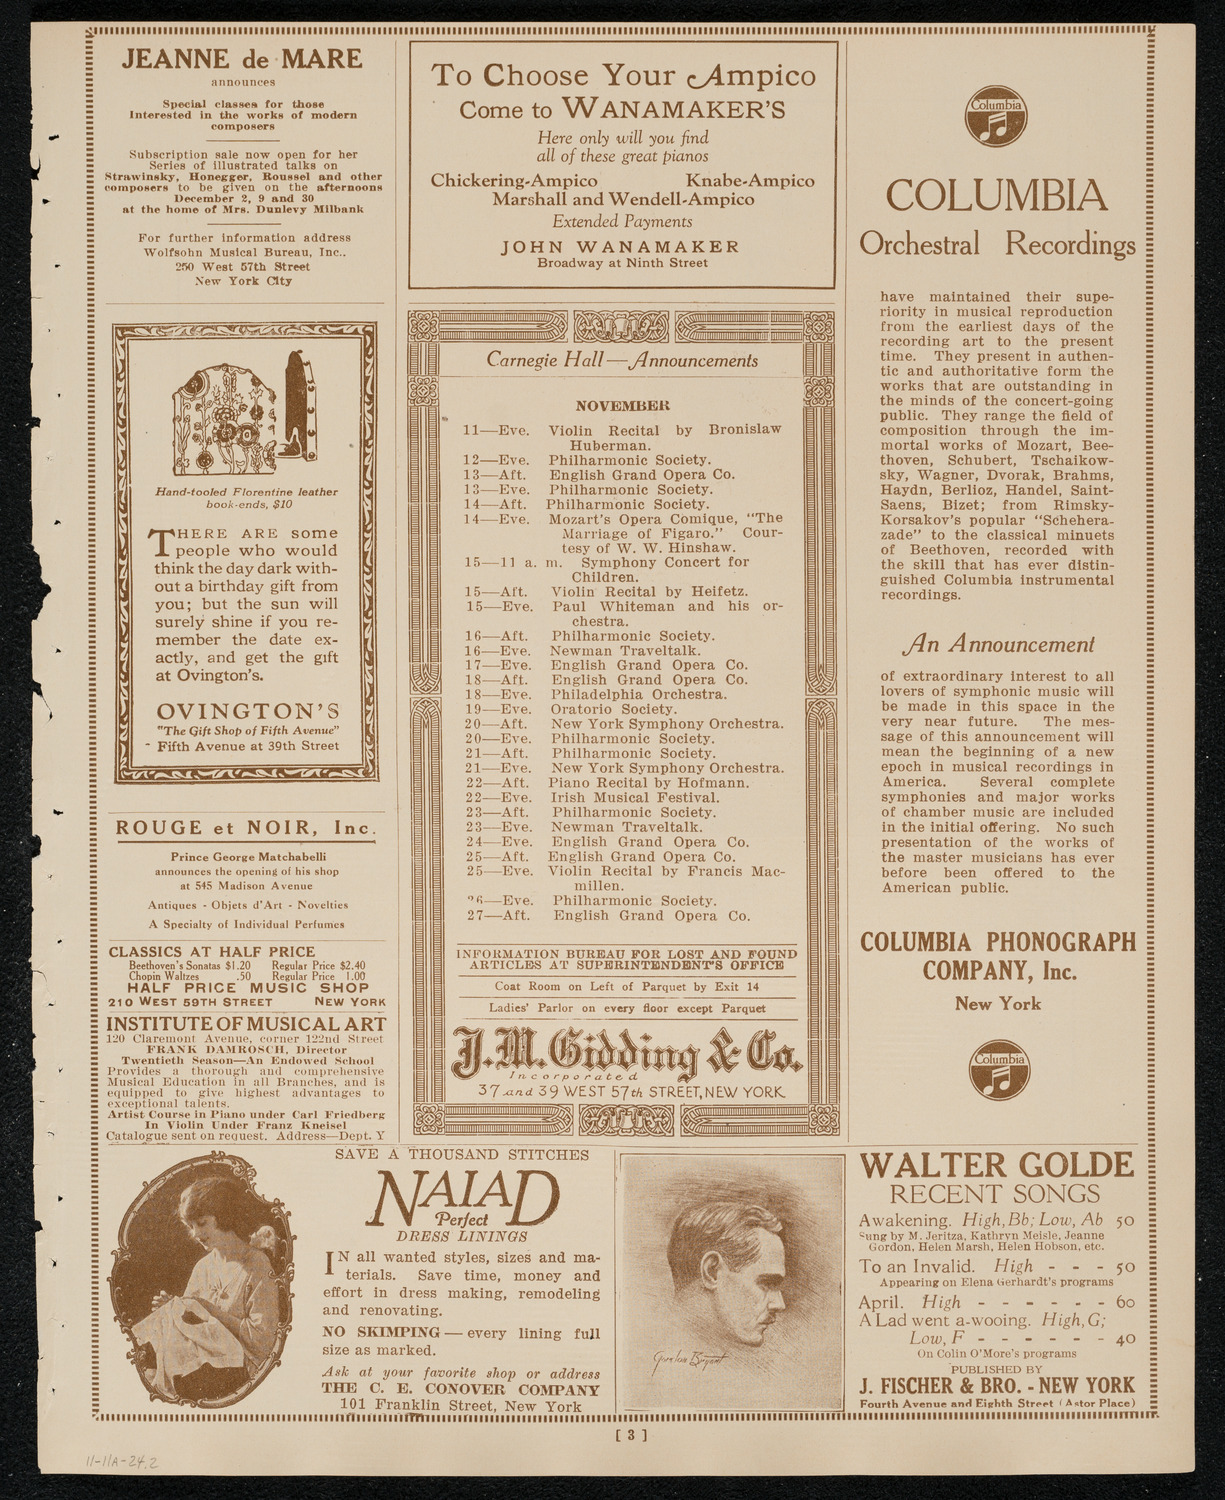 JEANNE de MARE
announces
Special classes for those
Interested in the works of modern
composers
Subscription sale now open for her
Series of illustrated talks on
Strawinsky, Honegger, Roussel and other
composers to be given on the afternoons
December 2, 9 and 30
at the home of Mrs. Dunlevy Milbank
For further information address
Wolfsohn Musical Bureau, Inc..
250 West 57th Street
New York City
Hand-tooled Florentine leather
book-ends, $10
THERE ARE some
people who would
think the day dark with-
out a birthday gift from
you; but the sun will
surely shine if you re-
member the date ex-
actly, and get the gift
at Ovington's.
OVINGTON'S
"The Gift Shop of Fifth Avenue"
Fifth Avenue at 39th Street
ROUGE et NOIR, Inc.
Prince George Matchabelli
announces the opening of his shop
at 545 Madison Avenue
Antiques - Objets d'Art - Novelties
A Specialty of Individual Perfumes
CLASSICS AT HALF PRICE
Beethoven's Sonatas $1.20 Regular Price $2.40
Chopin Waltzes .50 Regular Price 1.00
HALF PRICE MUSIC SHOP
210 WEST 59TH STREET NEW YORK
INSTITUTE OF MUSICAL ART
120 Claremont Avenue, corner 122nd Street
FRANK DAMROSCH, Director
Twentieth Season—An Endowed School
Provides a thorough and comprehensive
Musical Education in all Branches, and is
equipped to give highest advantages to
exceptional talents.
Artist Course in Piano under Carl Friedberg
In Violin Under Franz Kneisel
Catalogue sent on request. Address—Dept. Y
To Choose Your Ampico
Come to WANAMAKER'S
Here only will you find
all of these great pianos
Chickering-Ampico Knabe-Ampico
Marshall and Wendell-Ampico
Extended Payments
JOHN WANAMAKER
Broadway at Ninth Street
Carnegie Hall—Announcements
NOVEMBER
11—Eve. Violin Recital by Bronislaw
Huberman.
12—Eve. Philharmonic Society.
13—Aft. English Grand Opera Co.
13—Eve. Philharmonic Society.
14—Aft. Philharmonic Society.
14—Eve. Mozart's Opera Comique, "The
Marriage of Figaro." Cour-
tesy of W. W. Hinshaw.
15—11 a. m. Symphony Concert for
Children.
15—Aft. Violin Recital by Heifetz.
15—Eve. Paul Whiteman and his or-
chestra.
16—Aft. Philharmonic Society.
16—Eve. Newman Traveltalk.
17—Eve. English Grand Opera Co.
18—Aft. English Grand Opera Co.
18—Eve. Philadelphia Orchestra.
19—Eve. Oratorio Society.
20—Aft. New York Symphony Orchestra.
20—Eve. Philharmonic Society.
21—Aft. Philharmonic Society.
21—Eve. New York Symphony Orchestra.
22—Aft. Piano Recital by Hofmann.
22—Eve. Irish Musical Festival.
23—Aft. Philharmonic Society.
23—Eve. Newman Traveltalk.
24—Eve. English Grand Opera Co.
25—Aft. English Grand Opera Co.
25—Eve. Violin Recital by Francis Mac-
millen.
26—Eve. Philharmonic Society.
27—Aft. English Grand Opera Co.
INFORMATION BUREAU FOR LOST AND FOUND
ARTICLES AT SUPERINTENDENT'S OFFICE
Coat Room on Left of Parquet by Exit 14
Ladies' Parlor on every floor except Parquet
J. M. Gidding & Co.
Incorporated
37 and 39 WEST 57th STREET, NEW YORK
Columbia
COLUMBIA
Orchestral Recordings
have maintained their supe-
riority in musical reproduction
from the earliest days of the
recording art to the present
time. They present in authen-
tic and authoritative form the
works that are outstanding in
the minds of the concert-going
public. They range the field of
composition through the im-
mortal works of Mozart, Bee-
thoven, Schubert, Tschaikow-
sky, Wagner, Dvorak, Brahms,
Haydn, Berlioz, Handel, Saint-
Saens, Bizet; from Rimsky-
Korsakov's popular "Schehera-
zade" to the classical minuets
of Beethoven, recorded with
the skill that has ever distin-
guished Columbia instrumental
recordings.
An Announcement
of extraordinary interest to all
lovers of symphonic music will
be made in this space in the
very near future. The mes-
sage of this announcement will
mean the beginning of a new
epoch in musical recordings in
America. Several complete
symphonies and major works
of chamber music are included
in the initial offering. No such
presentation of the works of
the master musicians has ever
before been offered to the
American public.
COLUMBIA PHONOGRAPH
COMPANY, Inc.
New York
Columbia
SAVE A THOUSAND STITCHES
NAIAD
Perfect
DRESS LININGS
IN all wanted styles, sizes and ma-
terials. Save time, money and
effort in dress making, remodeling
and renovating.
NO SKIMPING — every lining full
size as marked.
Ask at your favorite shop or address
THE C. E. CONOVER COMPANY
101 Franklin Street, New York
Gordon Bryant
WALTER GOLDE
RECENT SONGS
Awakening. High, Bb; Low, Ab 50
Sung by M. Jeritza, Kathryn Meisle, Jeanne
Gordon, Helen Marsh, Helen Hobson, etc.
To an Invalid. High - - - 50
Appearing on Elena Gerhardt's programs
April. High - - - - - - 60
A Lad went a-wooing. High, G;
Low, F - - - - - - 40
On Colin O'More's programs
PUBLISHED BY
J. FISCHER & BRO. - NEW YORK
Fourth Avenue and Eighth Street (Astor Place)
[ 3 ]
11-11A-24.2